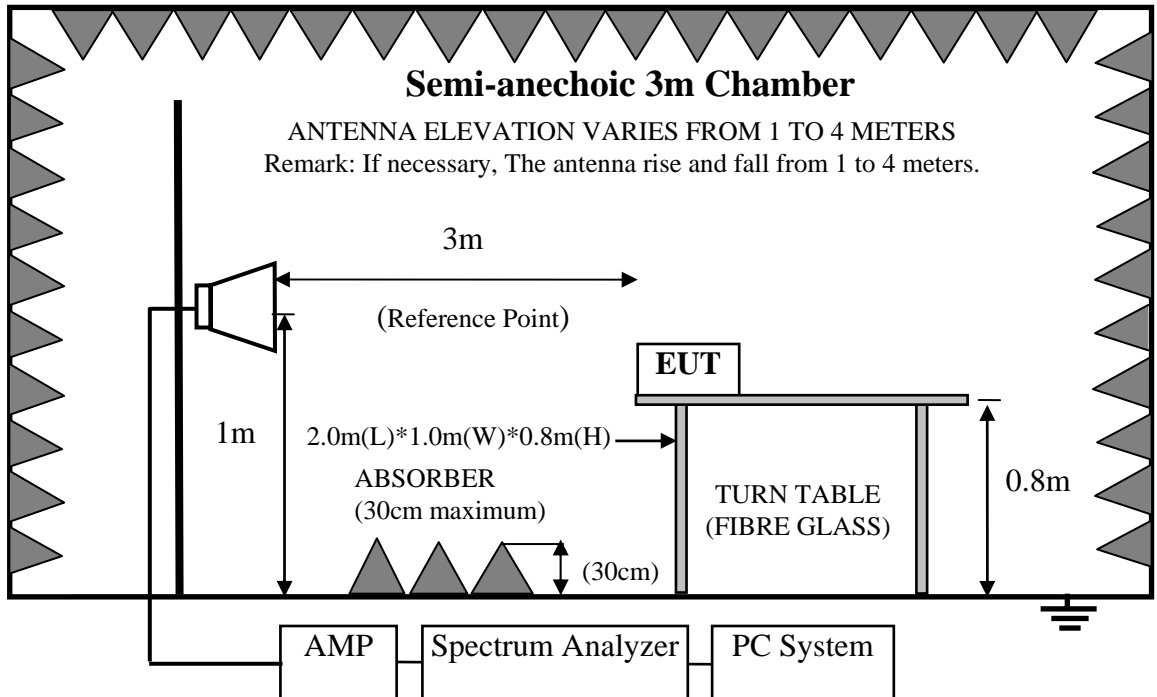 Semi-anechoic 3m Chamber
ANTENNA ELEVATION VARIES FROM 1 TO 4 METERS
Remark: If necessary, The antenna rise and fall from 1 to 4 meters.
3m
(Reference Point)
EUT
1m
2.0m(L)*1.0m(W)*0.8m(H)
ABSORBER
(30cm maximum)
TURN TABLE
(FIBRE GLASS)
0.8m
(30cm)
AMP
Spectrum Analyzer
PC System